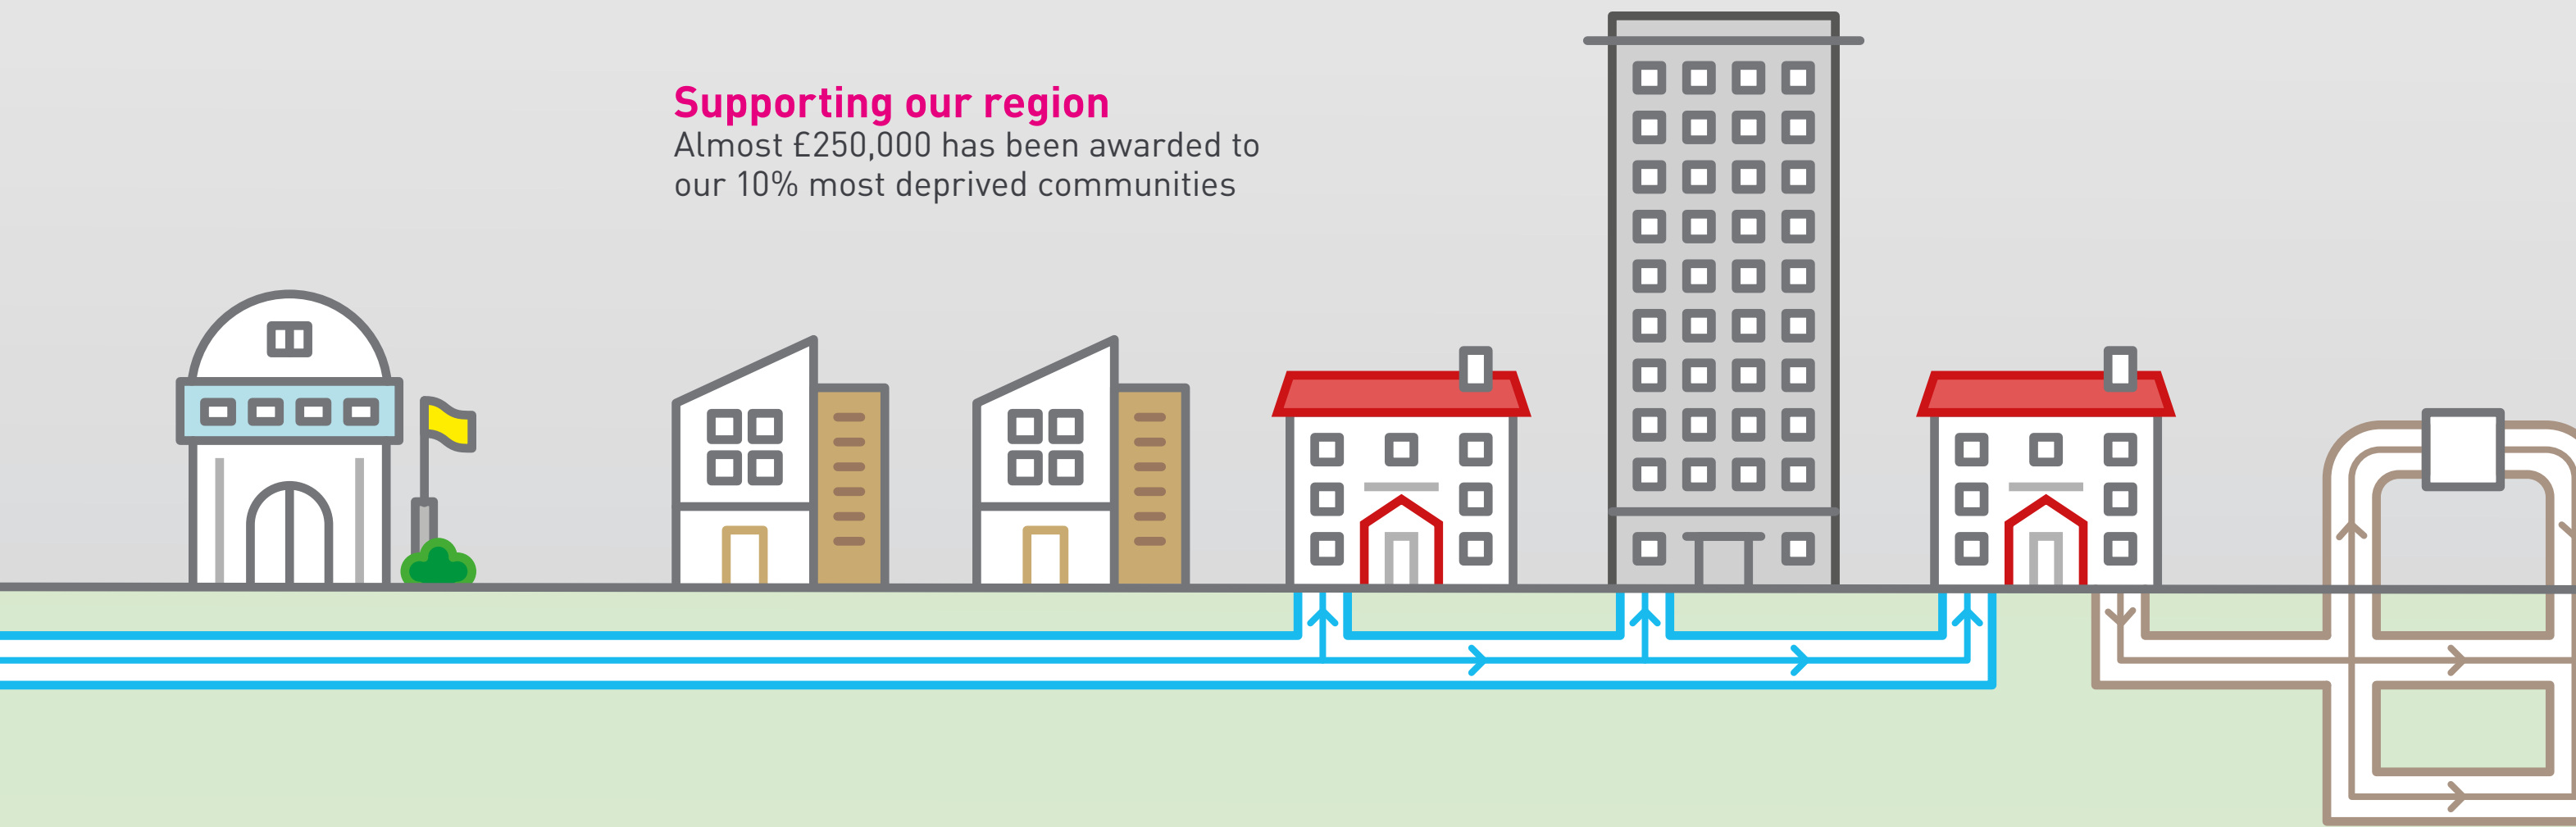 Supporting our region
Almost £250,000 has been awarded to
our 10% most deprived communities